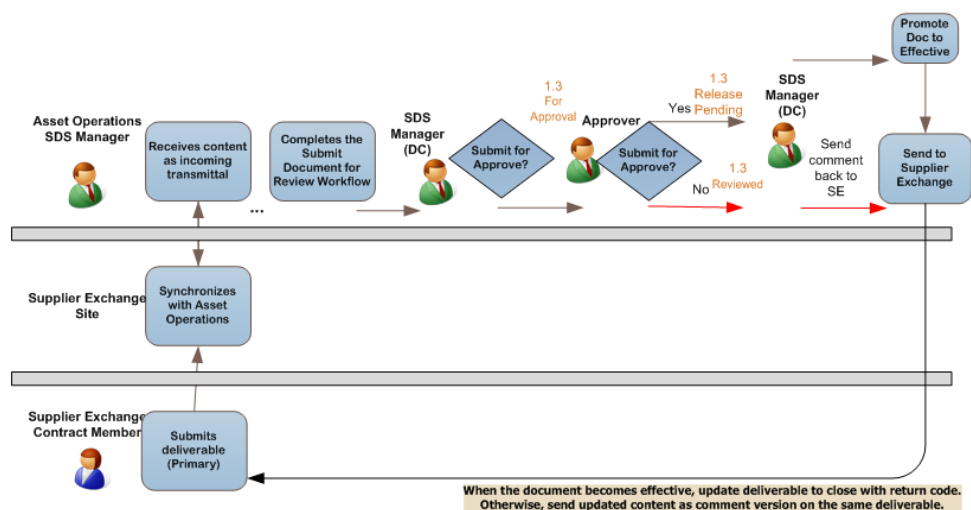 Promote
Doc to
Effective
Asset Operations
SDS Manager
Receives content
as incoming
transmittal
...
Completes the
Submit
Document for
Review Workflow
SDS
Manager
(DC)
Submit for
Approve?
1.3
For
Approval
Approver
Submit for
Approve?
Yes
1.3
Release
Pending
No
1.3
Reviewed
SDS
Manager
(DC)
Send
comment
back to
SE
Send to
Supplier
Exchange
Supplier Exchange
Site
Synchronizes
with Asset
Operations
Supplier Exchange
Contract Member
Submits
deliverable
(Primary)
When the document becomes effective, update deliverable to close with return code.
Otherwise, send updated content as comment version on the same deliverable.